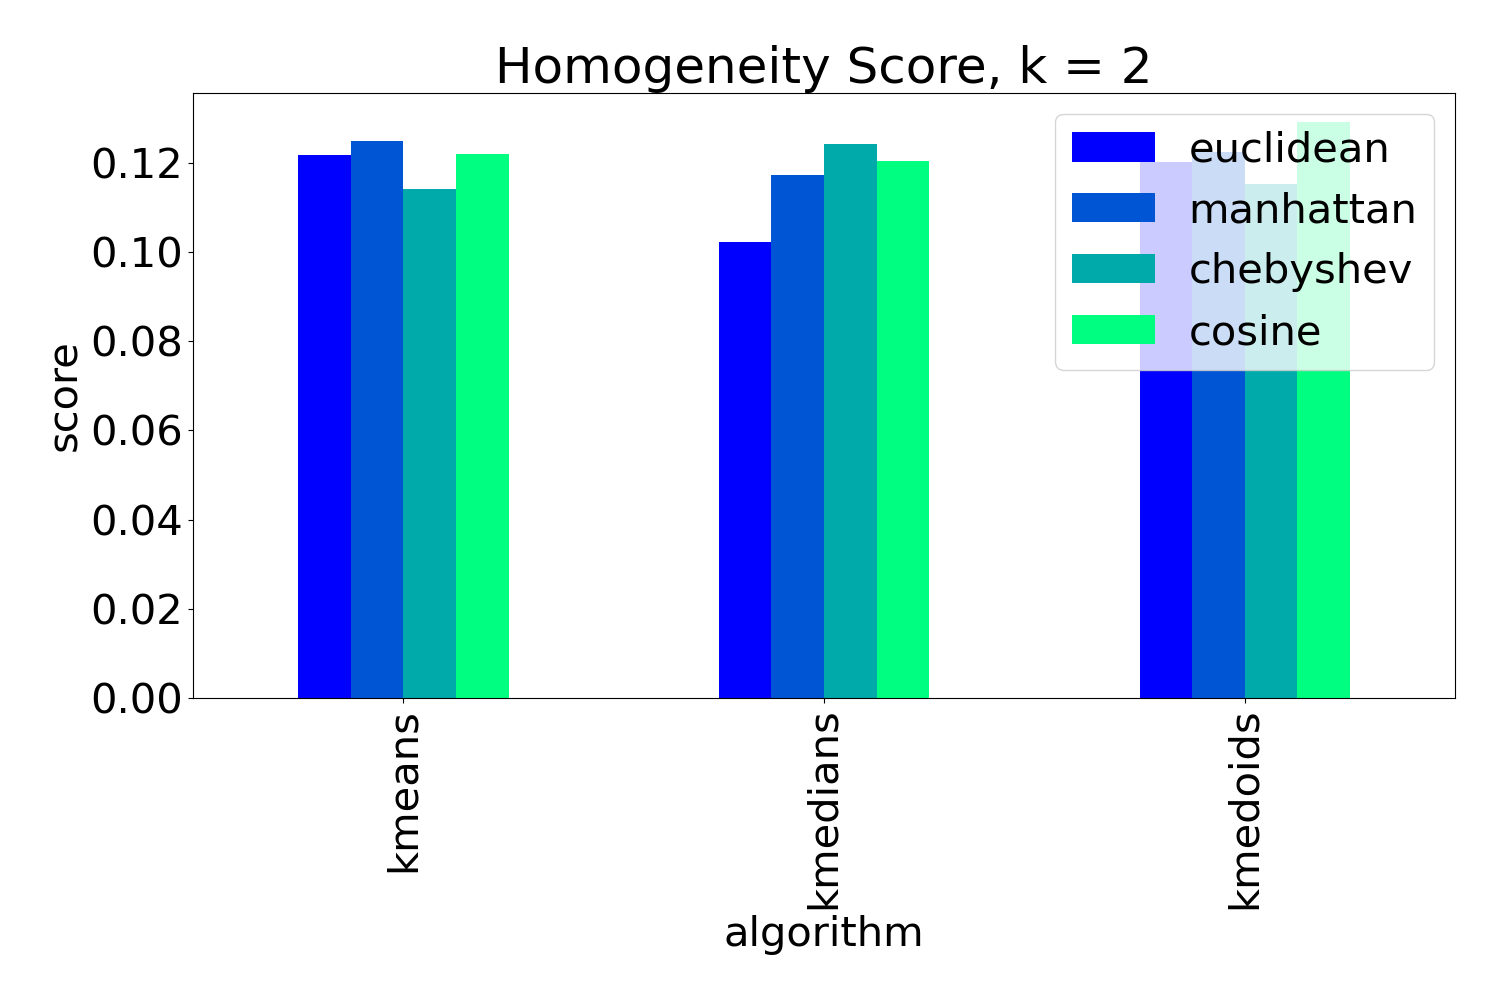 Homogeneity Score, k = 2
score
0.12
0.10
0.08
0.06
0.04
0.02
0.00
euclidean
manhattan
chebyshev
cosine
kmeans
kmedians
kmedoids
algorithm